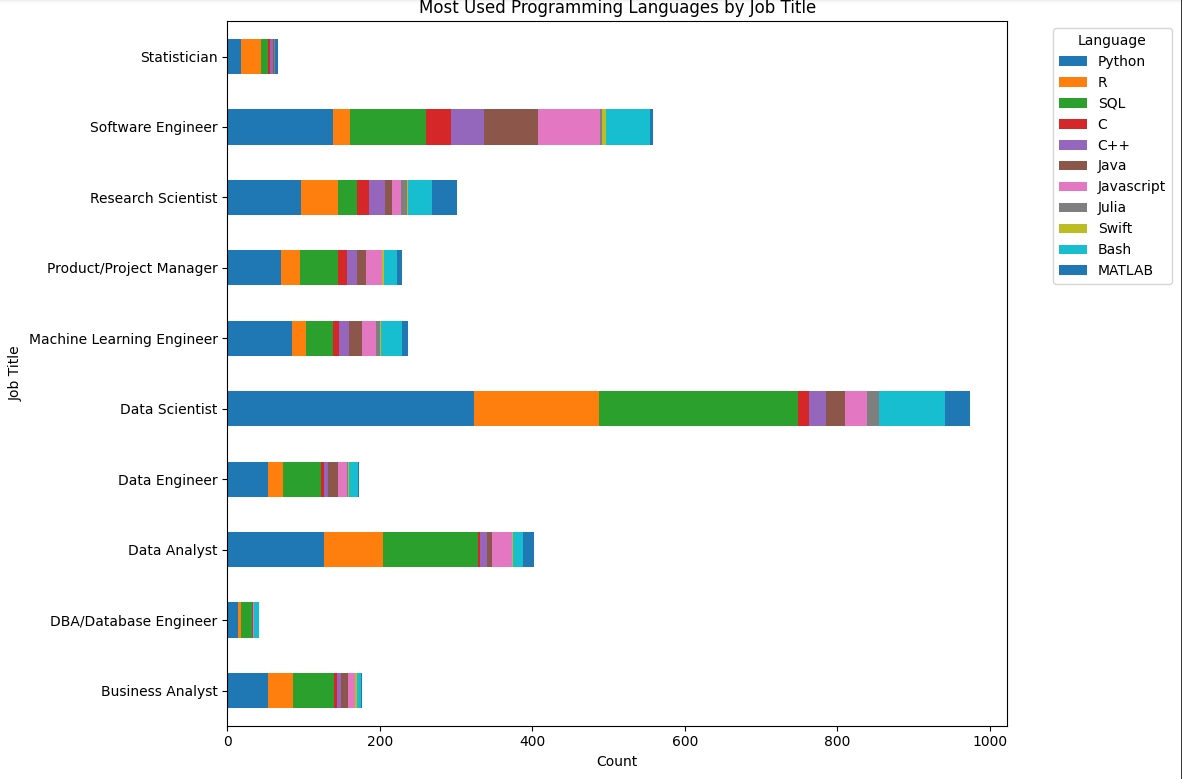 Most Used Programming Languages by Job Title
Statistician
Software Engineer
Research Scientist
Product/Project Manager
Machine Learning Engineer
Data Scientist
Data Engineer
Data Analyst
DBA/Database Engineer
Business Analyst
Job Title
0 200 400 600 800 1000
Count
Language
Python
R
SQL
C
C++
Java
Javascript
Julia
Swift
Bash
MATLAB